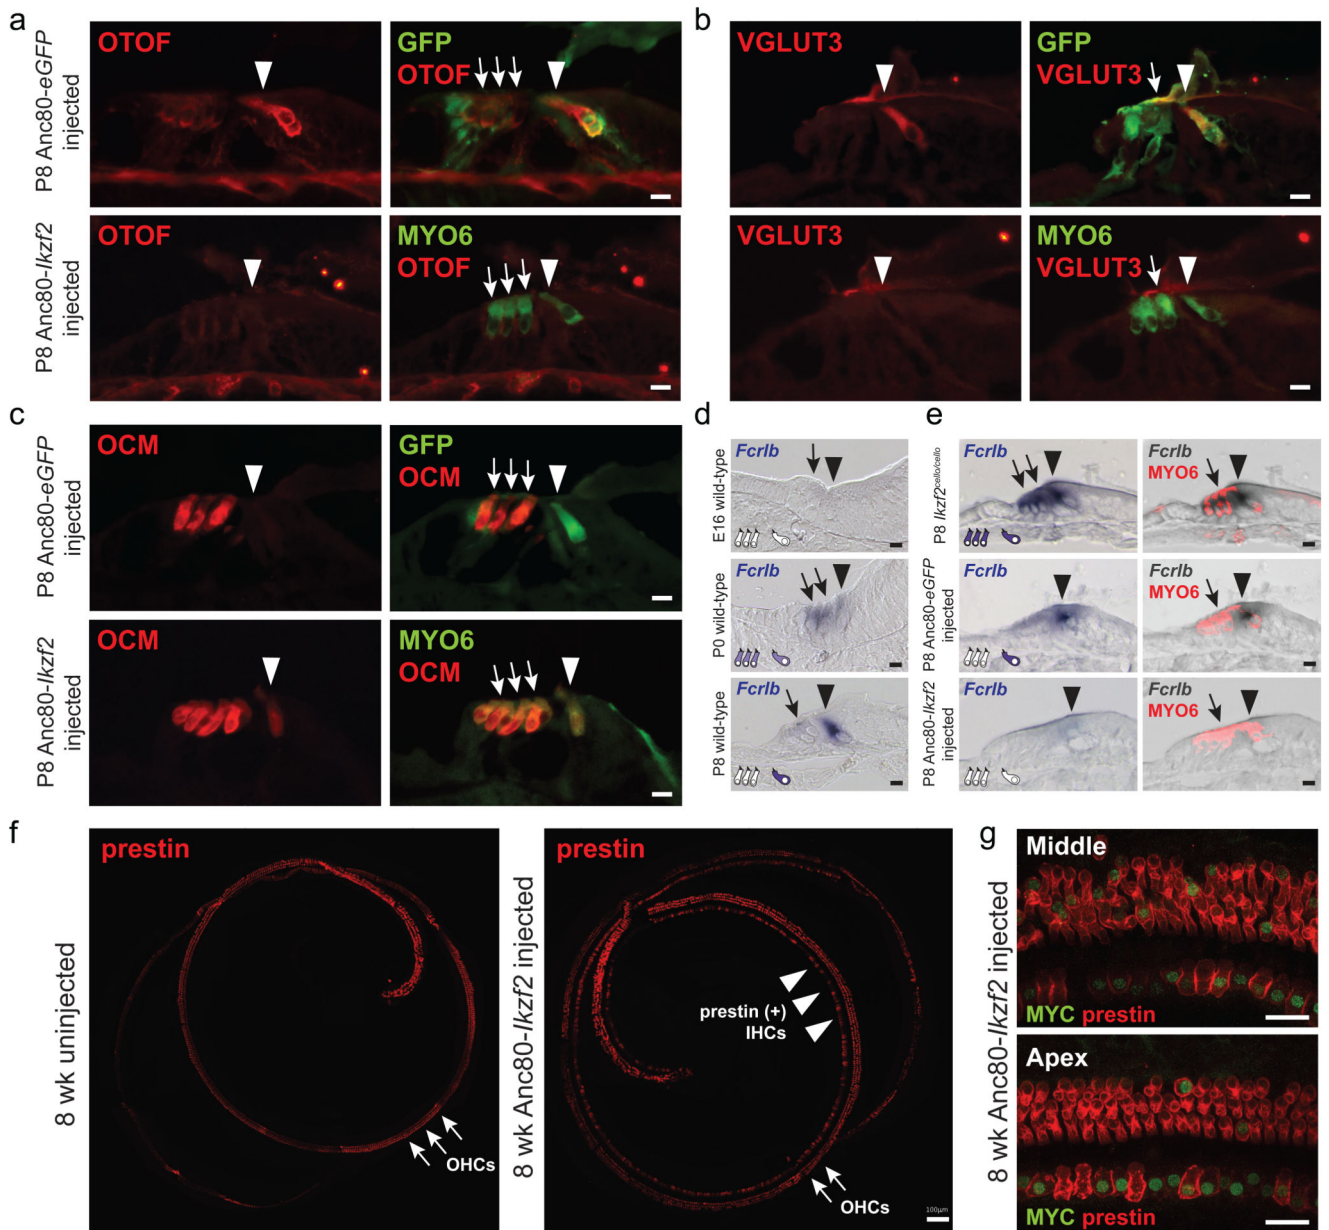 a
P8 Anc80-eGFP
injected
OTOF
GFP
OTOF
P8 Anc80-Ikzf2
injected
OTOF
MYO6
OTOF
b
VGLUT3
GFP
VGLUT3
VGLUT3
MYO6
VGLUT3
c
P8 Anc80-eGFP
injected
OCM
GFP
OCM
P8 Anc80-Ikzf2
injected
OCM
MYO6
OCM
d
E16 wild-type
Fcrlb
P0 wild-type
Fcrlb
P8 wild-type
Fcrlb
e
P8 Ikzf2cello/cello
Fcrlb
Fcrlb
MYO6
P8 Anc80-eGFP
injected
Fcrlb
Fcrlb
MYO6
P8 Anc80-Ikzf2
injected
Fcrlb
Fcrlb
MYO6
f
8 wk uninjected
prestin
OHCs
8 wk Anc80-Ikzf2 injected
prestin
prestin (+)
IHCs
OHCs
100μm
g
8 wk Anc80-Ikzf2 injected
Middle
MYC prestin
Apex
MYC prestin